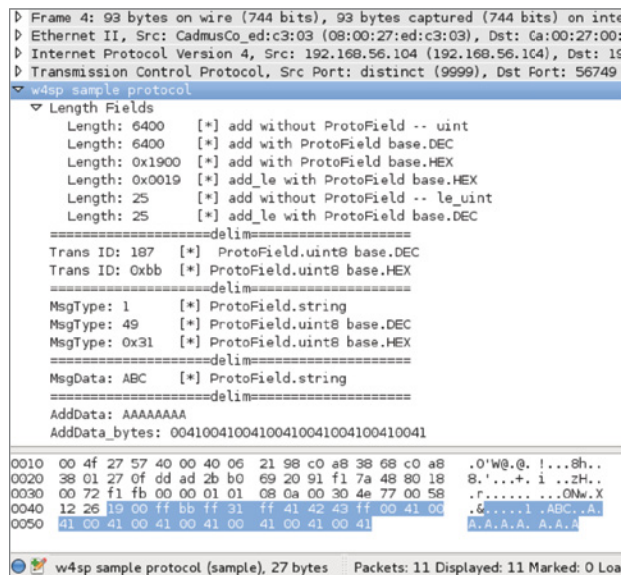 Frame 4: 93 bytes on wire (744 bits), 93 bytes captured (744 bits) on inte
Ethernet II, Src: CadmusCo_ed:c3:03 (08:00:27:ed:c3:03), Dst: 0a:00:27:00:
Internet Protocol Version 4, Src: 192.168.56.104 (192.168.56.104), Dst: 19
Transmission Control Protocol, Src Port: distinct (9999), Dst Port: 56749
w4sp sample protocol
Length Fields
Length: 6400 [*] add without ProtoField -- uint
Length: 6400 [*] add with ProtoField base.DEC
Length: 0x1900 [*] add with ProtoField base.HEX
Length: 0x0019 [*] add_le with ProtoField base.HEX
Length: 25 [*] add without ProtoField -- le_uint
Length: 25 [*] add_le with ProtoField base.DEC
====================delim====================
Trans ID: 187 [*] ProtoField.uint8 base.DEC
Trans ID: 0xbb [*] ProtoField.uint8 base.HEX
====================delim====================
MsgType: 1 [*] ProtoField.string
MsgType: 49 [*] ProtoField.uint8 base.DEC
MsgType: 0x31 [*] ProtoField.uint8 base.HEX
====================delim====================
MsgData: ABC [*] ProtoField.string
====================delim====================
AddData: AAAAAAAA
AddData_bytes: 00410041004100410041004100410041
0010 00 4f 27 57 40 00 40 06 21 98 c0 a8 38 68 c0 a8 .O'W@.@. !...8h..
0020 38 01 27 0f dd ad 2b b0 69 20 91 f1 7a 48 80 18 8.'...+. i ..zH..
0030 00 72 f1 fb 00 00 01 01 08 0a 00 30 4e 77 00 58 .r...... ...0Nw.X
0040 12 26 19 00 ff bb ff 31 ff 41 42 43 ff 00 41 00 .&.....1 .ABC..A.
0050 41 00 41 00 41 00 41 00 41 00 41 00 41 A.A.A.A. A.A.A
w4sp sample protocol (sample), 27 bytes Packets: 11 Displayed: 11 Marked: 0 Loa